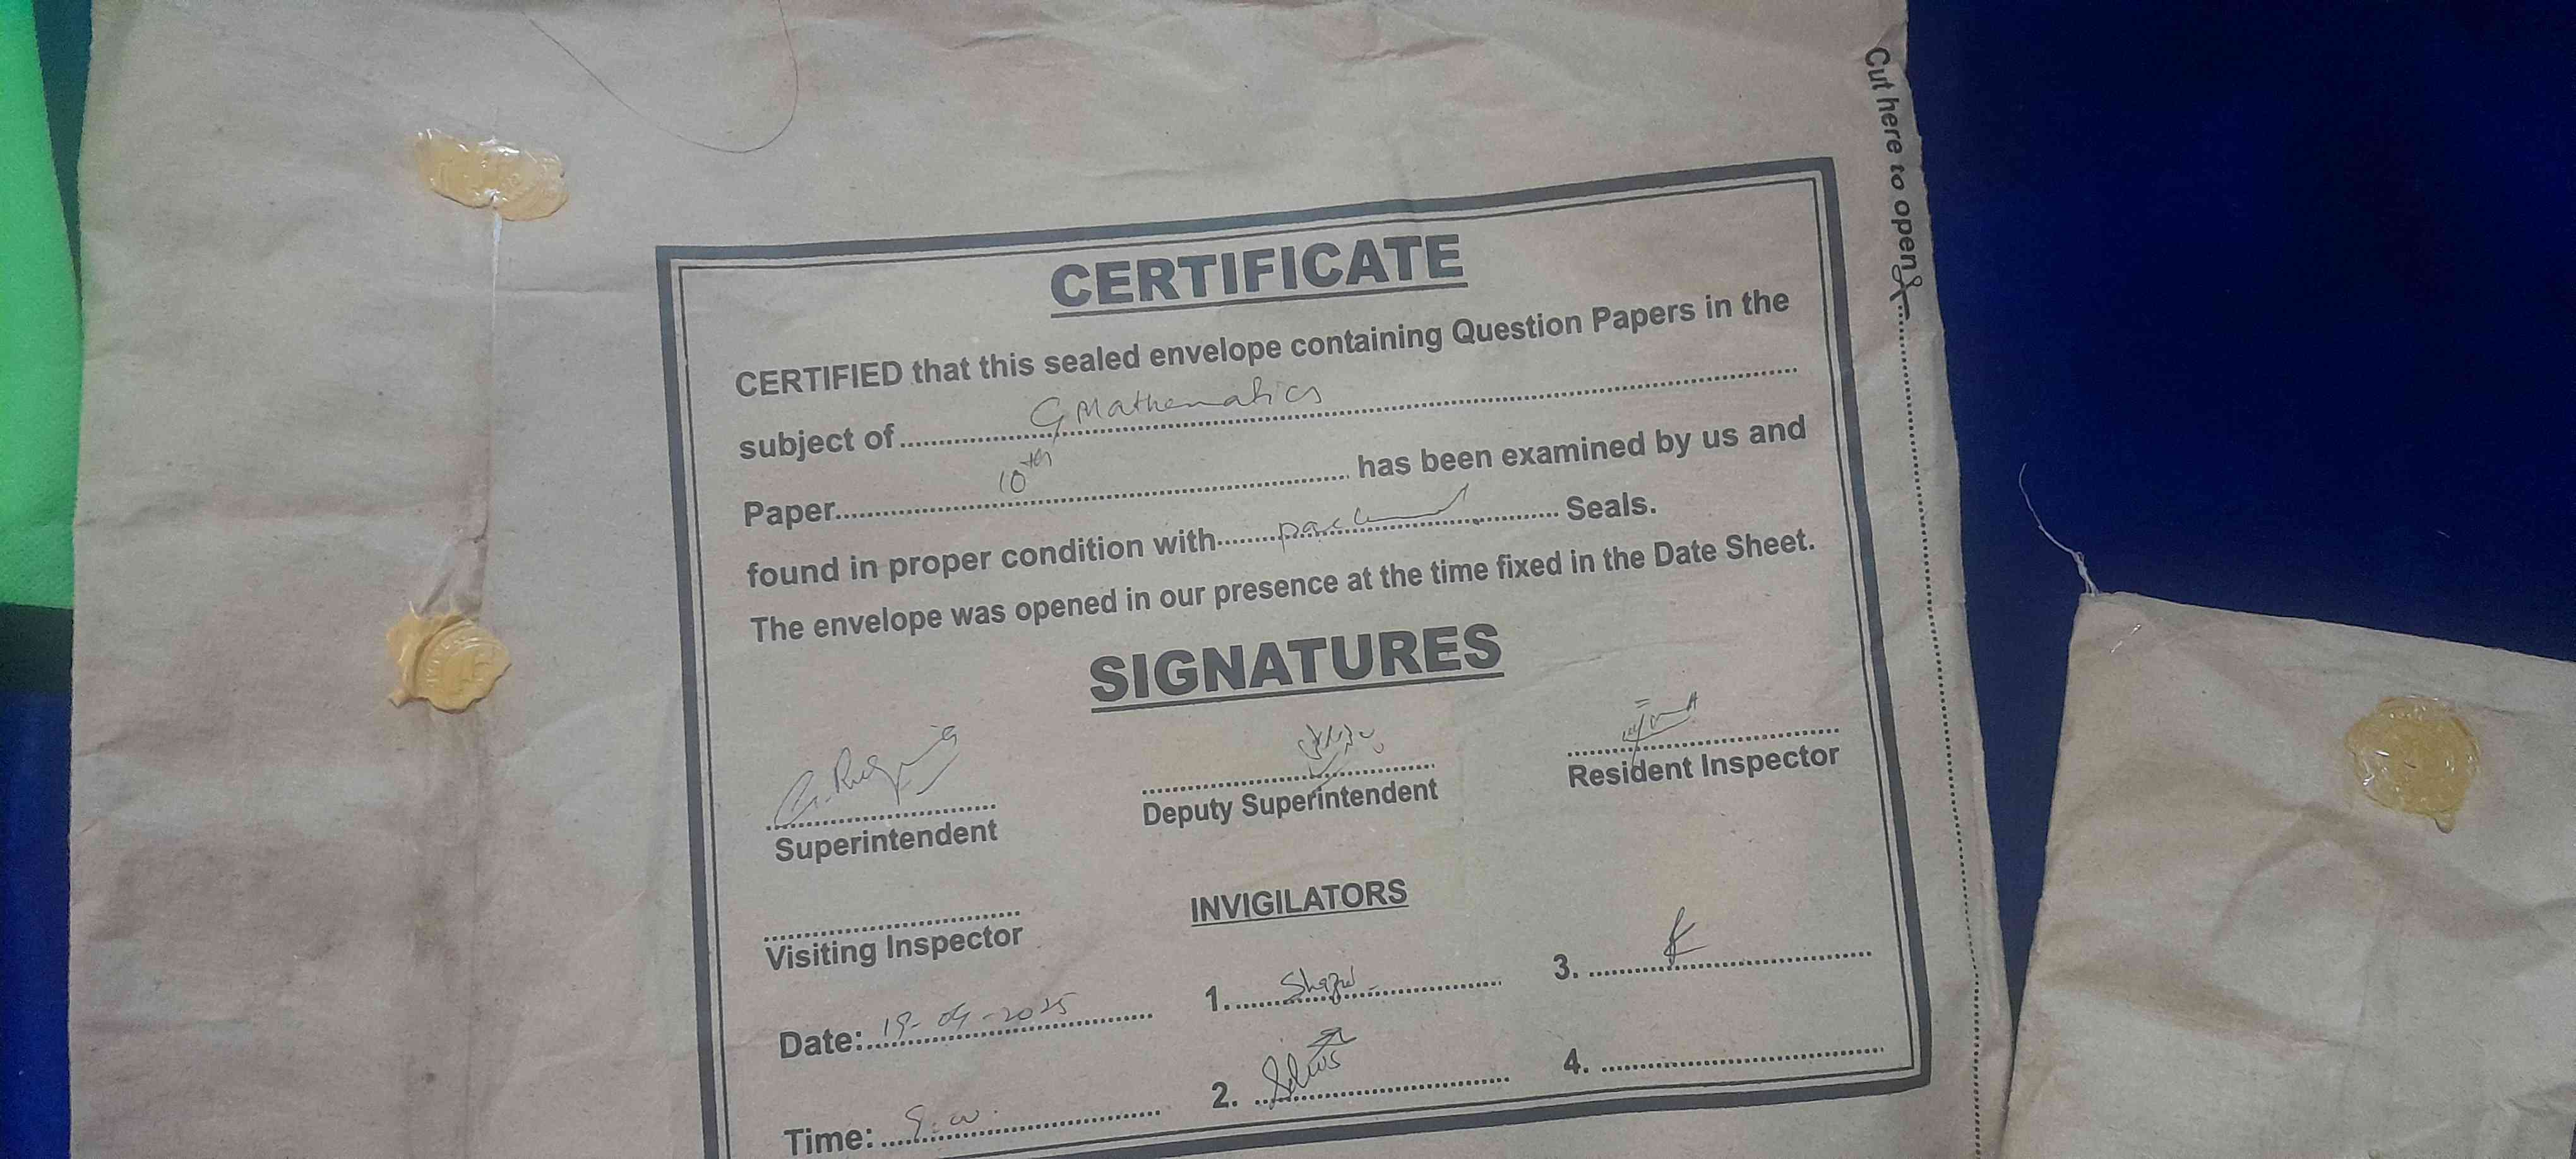 CERTIFICATE
CERTIFIED that this sealed envelope containing Question Papers in the
subject of G Mathematics
Paper 10th has been examined by us and
found in proper condition with Seals.
The envelope was opened in our presence at the time fixed in the Date Sheet.
SIGNATURES
Superintendent
Deputy Superintendent
Resident Inspector
Visiting Inspector
INVIGILATORS
Date: 19-04-2025
1.
3.
2.
4.
Time:
Cut here to open